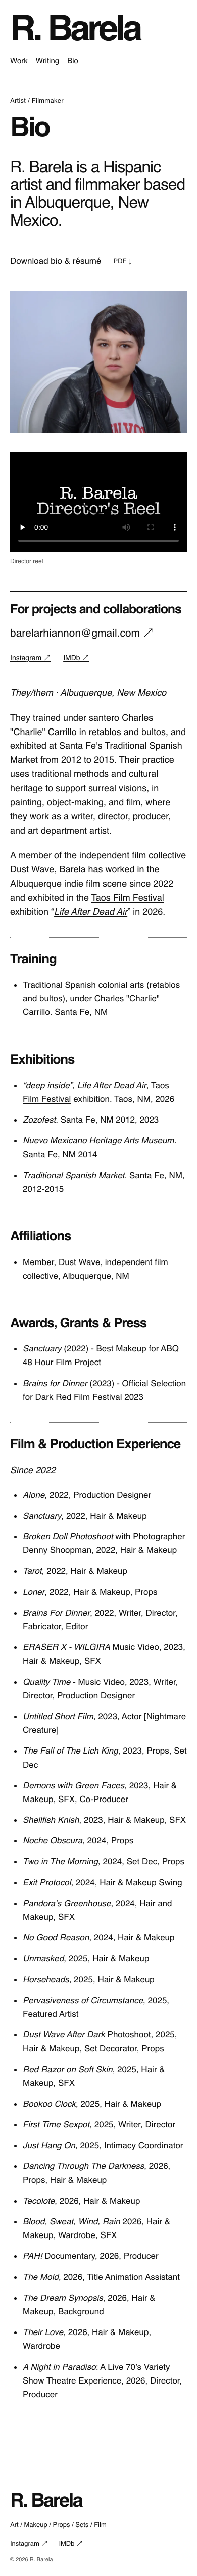 R. Barela
Work Writing Bio
Artist / Filmmaker
Bio
R. Barela is a Hispanic
artist and filmmaker based
in Albuquerque, New
Mexico.
Download bio & résumé PDF ↓
R. Barela
Director's Reel
0:00
Director reel
For projects and collaborations
barelarhiannon@gmail.com ↗
Instagram ↗ IMDb ↗
They/them · Albuquerque, New Mexico
They trained under santero Charles
"Charlie" Carrillo in retablos and bultos, and
exhibited at Santa Fe's Traditional Spanish
Market from 2012 to 2015. Their practice
uses traditional methods and cultural
heritage to support surreal visions, in
painting, object-making, and film, where
they work as a writer, director, producer,
and art department artist.
A member of the independent film collective
Dust Wave, Barela has worked in the
Albuquerque indie film scene since 2022
and exhibited in the Taos Film Festival
exhibition “Life After Dead Air” in 2026.
Training
• Traditional Spanish colonial arts (retablos
and bultos), under Charles "Charlie"
Carrillo. Santa Fe, NM
Exhibitions
• “deep inside”, Life After Dead Air, Taos
Film Festival exhibition. Taos, NM, 2026
• Zozofest. Santa Fe, NM 2012, 2023
• Nuevo Mexicano Heritage Arts Museum.
Santa Fe, NM 2014
• Traditional Spanish Market. Santa Fe, NM,
2012-2015
Affiliations
• Member, Dust Wave, independent film
collective, Albuquerque, NM
Awards, Grants & Press
• Sanctuary (2022) - Best Makeup for ABQ
48 Hour Film Project
• Brains for Dinner (2023) - Official Selection
for Dark Red Film Festival 2023
Film & Production Experience
Since 2022
• Alone, 2022, Production Designer
• Sanctuary, 2022, Hair & Makeup
• Broken Doll Photoshoot with Photographer
Denny Shoopman, 2022, Hair & Makeup
• Tarot, 2022, Hair & Makeup
• Loner, 2022, Hair & Makeup, Props
• Brains For Dinner, 2022, Writer, Director,
Fabricator, Editor
• ERASER X - WILGIRA Music Video, 2023,
Hair & Makeup, SFX
• Quality Time - Music Video, 2023, Writer,
Director, Production Designer
• Untitled Short Film, 2023, Actor [Nightmare
Creature]
• The Fall of The Lich King, 2023, Props, Set
Dec
• Demons with Green Faces, 2023, Hair &
Makeup, SFX, Co-Producer
• Shellfish Knish, 2023, Hair & Makeup, SFX
• Noche Obscura, 2024, Props
• Two in The Morning, 2024, Set Dec, Props
• Exit Protocol, 2024, Hair & Makeup Swing
• Pandora’s Greenhouse, 2024, Hair and
Makeup, SFX
• No Good Reason, 2024, Hair & Makeup
• Unmasked, 2025, Hair & Makeup
• Horseheads, 2025, Hair & Makeup
• Pervasiveness of Circumstance, 2025,
Featured Artist
• Dust Wave After Dark Photoshoot, 2025,
Hair & Makeup, Set Decorator, Props
• Red Razor on Soft Skin, 2025, Hair &
Makeup, SFX
• Bookoo Clock, 2025, Hair & Makeup
• First Time Sexpot, 2025, Writer, Director
• Just Hang On, 2025, Intimacy Coordinator
• Dancing Through The Darkness, 2026,
Props, Hair & Makeup
• Tecolote, 2026, Hair & Makeup
• Blood, Sweat, Wind, Rain 2026, Hair &
Makeup, Wardrobe, SFX
• PAH! Documentary, 2026, Producer
• The Mold, 2026, Title Animation Assistant
• The Dream Synopsis, 2026, Hair &
Makeup, Background
• Their Love, 2026, Hair & Makeup,
Wardrobe
• A Night in Paradiso: A Live 70’s Variety
Show Theatre Experience, 2026, Director,
Producer
R. Barela
Art / Makeup / Props / Sets / Film
Instagram ↗ IMDb ↗
© 2026 R. Barela